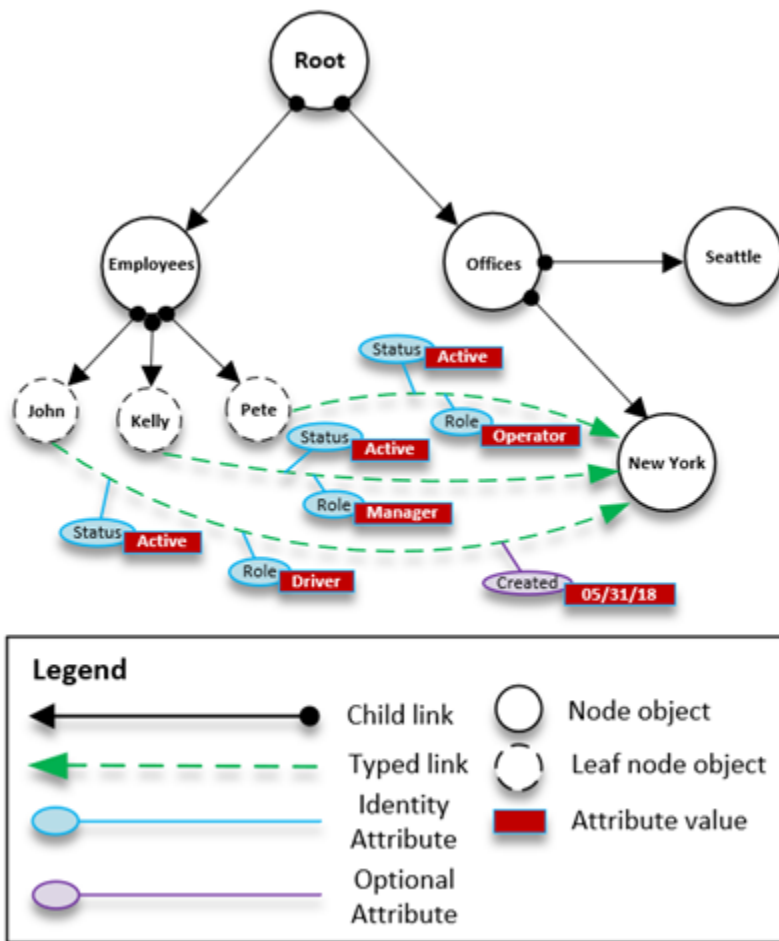 Root
Employees
Offices
Seattle
Status Active
John
Kelly
Pete
Role Operator
Status Active
New York
Role Manager
Status Active
Role Driver
Created 05/31/18
Legend
Child link
Node object
Typed link
Leaf node object
Identity
Attribute
Attribute value
Optional
Attribute